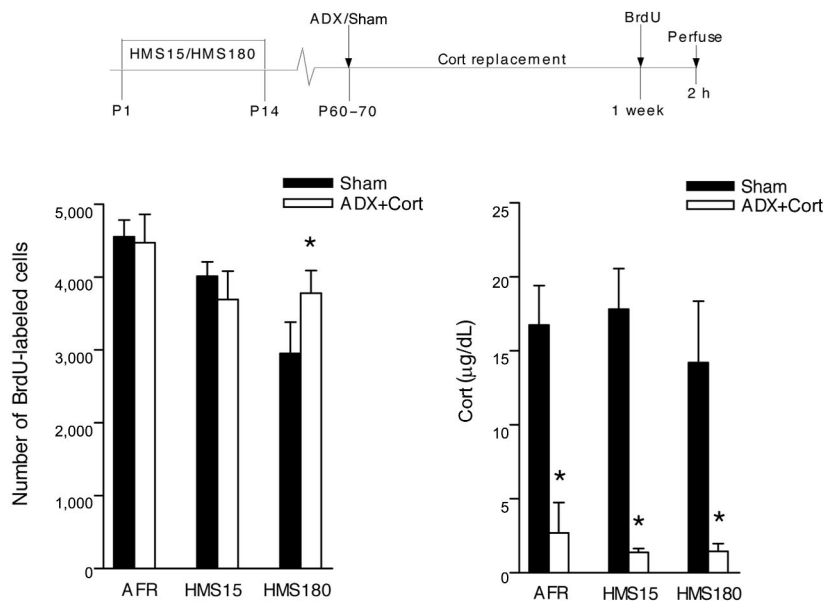 ADX/Sham
BrdU
Perfuse
HMS15/HMS180
Cort replacement
P1
P14
P60–70
1 week
2 h
Sham
ADX+Cort
Number of BrdU-labeled cells
5,000
4,000
3,000
2,000
1,000
0
*
AFR
HMS15
HMS180
Sham
ADX+Cort
Cort (μg/dL)
25
20
15
10
5
0
*
*
*
AFR
HMS15
HMS180